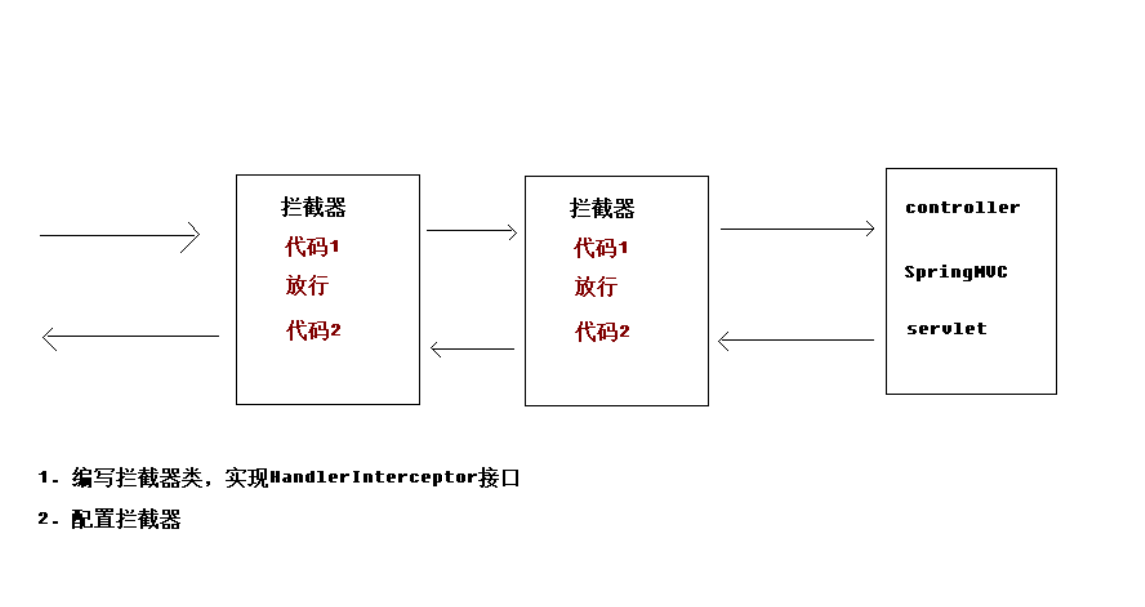 拦截器
代码1
放行
代码2
拦截器
代码1
放行
代码2
controller
SpringMVC
servlet
1. 编写拦截器类，实现HandlerInterceptor接口
2. 配置拦截器